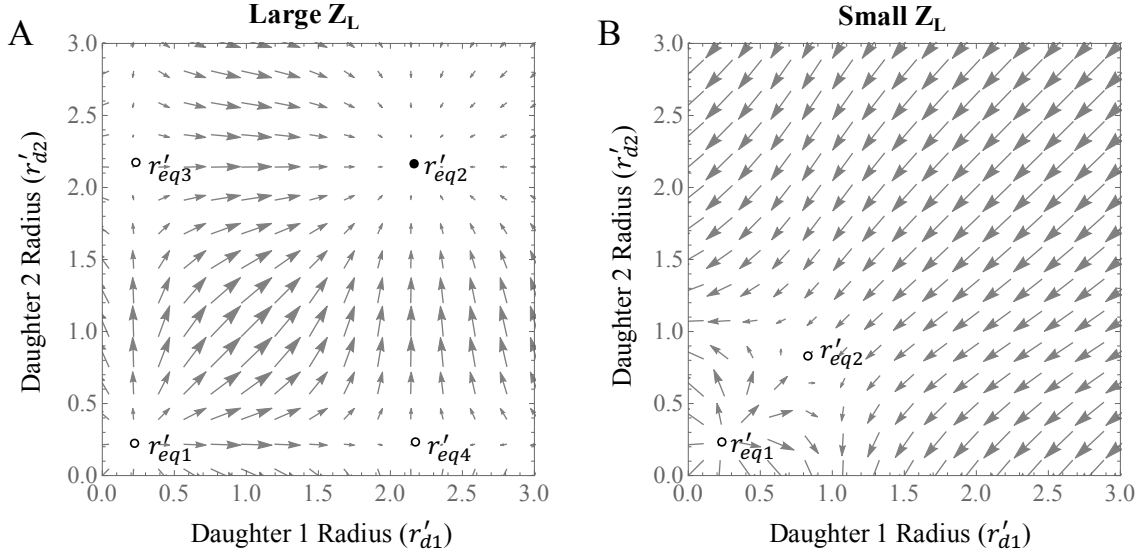 Large Z_L
Small Z_L
A
B
3.0
2.5
2.0
1.5
1.0
0.5
0.0
Daughter 2 Radius (r'_{d2})
r'_{eq3}
r'_{eq2}
r'_{eq1}
r'_{eq4}
0.0 0.5 1.0 1.5 2.0 2.5 3.0
Daughter 1 Radius (r'_{d1})
3.0
2.5
2.0
1.5
1.0
0.5
0.0
Daughter 2 Radius (r'_{d2})
r'_{eq2}
r'_{eq1}
0.0 0.5 1.0 1.5 2.0 2.5 3.0
Daughter 1 Radius (r'_{d1})